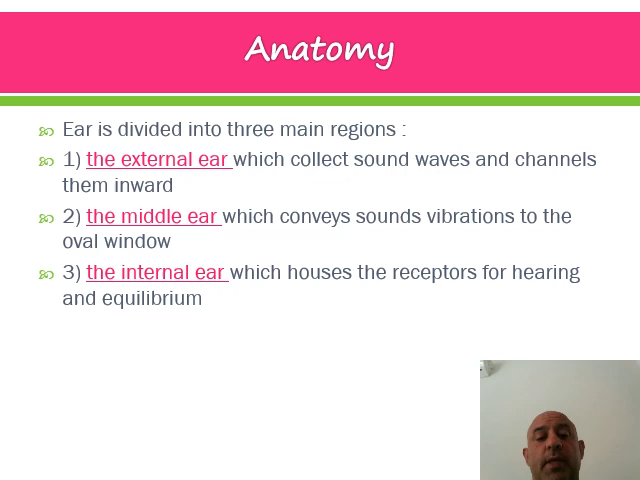 Anatomy
Ear is divided into three main regions :
1) the external ear which collect sound waves and channels
them inward
2) the middle ear which conveys sounds vibrations to the
oval window
3) the internal ear which houses the receptors for hearing
and equilibrium